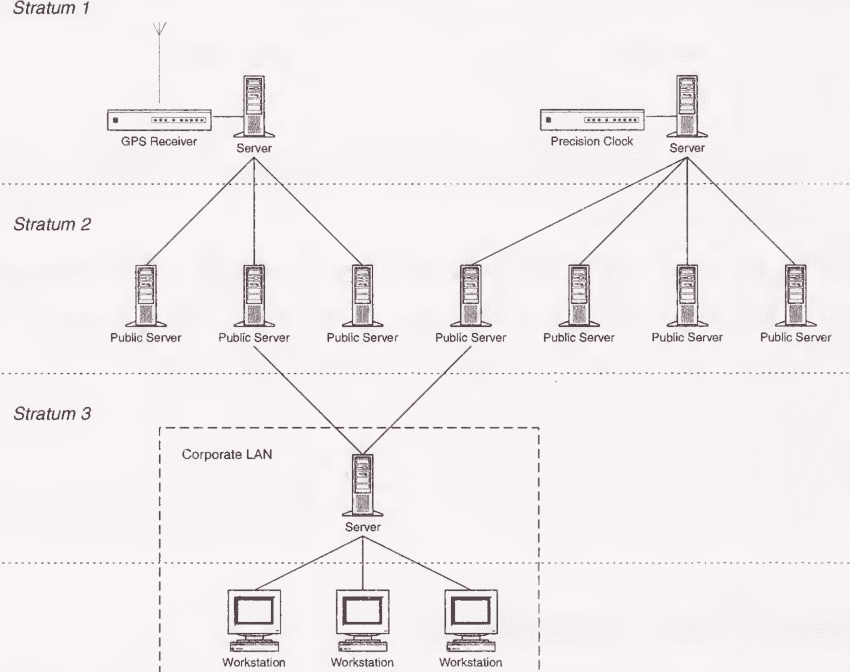 Stratum 1
GPS Receiver
Server
Precision Clock
Server
Stratum 2
Public Server
Public Server
Public Server
Public Server
Public Server
Public Server
Public Server
Stratum 3
Corporate LAN
Server
Workstation
Workstation
Workstation